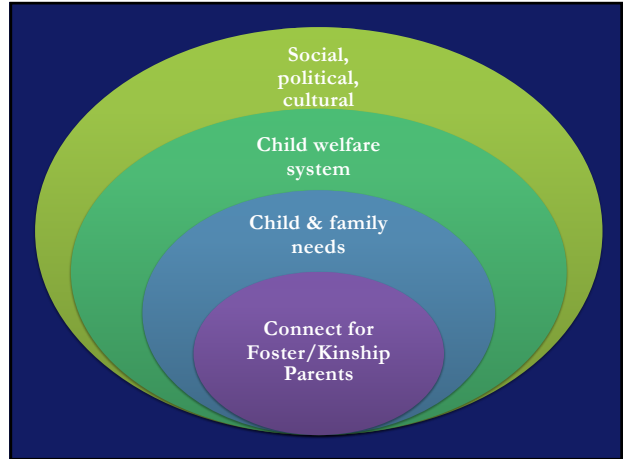 Social,
political,
cultural
Child welfare
system
Child & family
needs
Connect for
Foster/Kinship
Parents